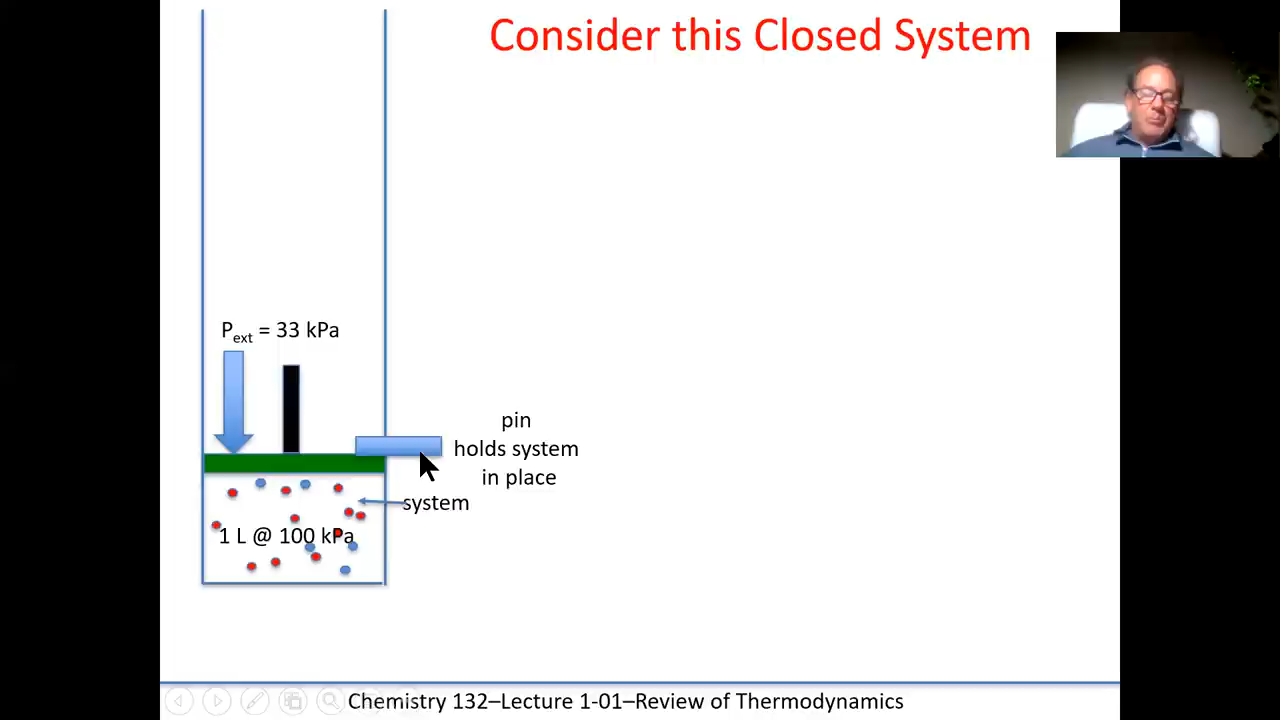 Consider this Closed System
Pext = 33 kPa
pin
holds system
in place
system
1 L @ 100 kPa
Chemistry 132–Lecture 1-01–Review of Thermodynamics